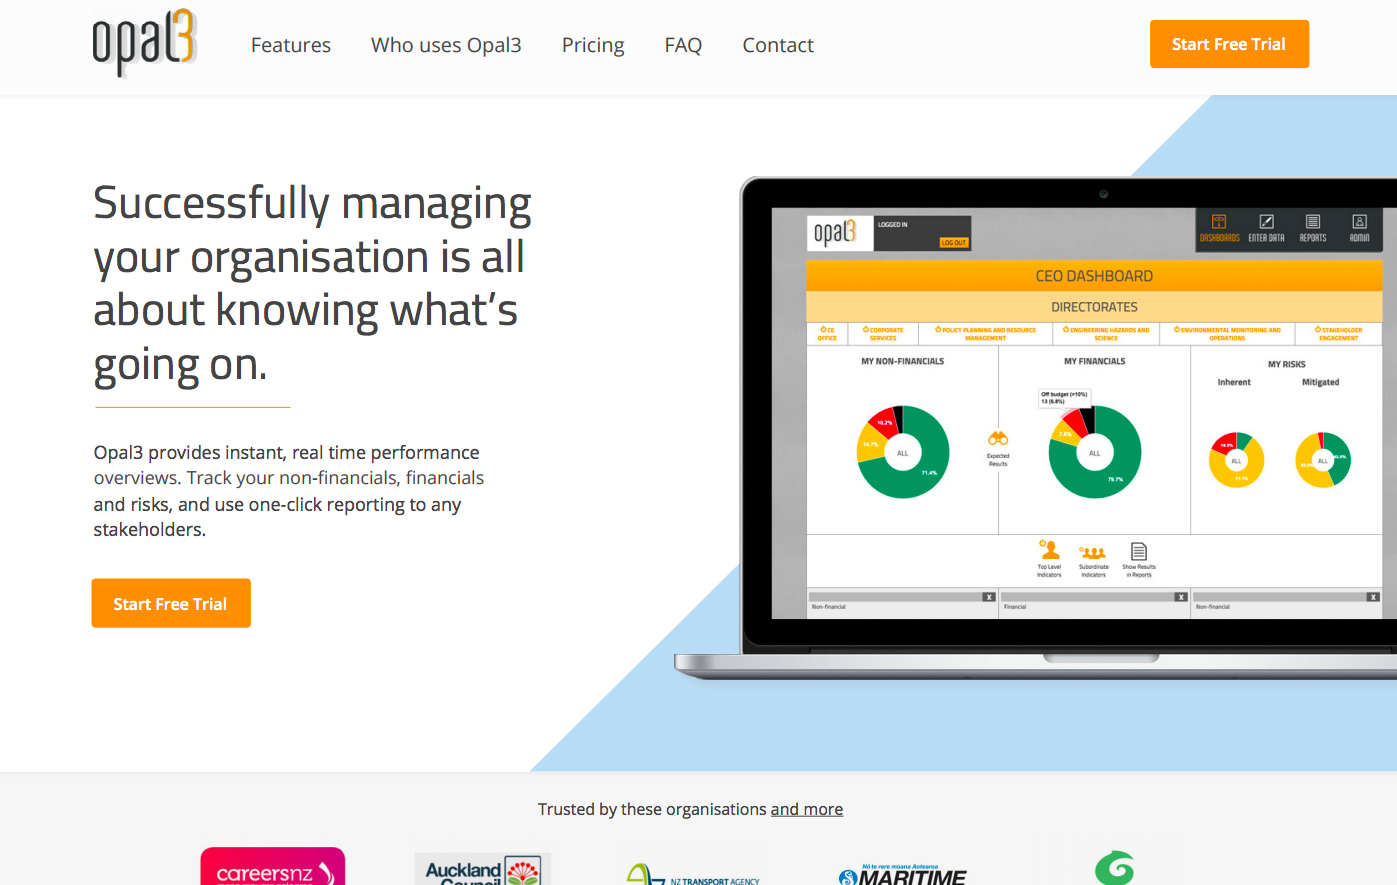 opal3
Features
Who uses Opal3
Pricing
FAQ
Contact
Start Free Trial
Successfully managing
your organisation is all
about knowing what's
going on.
Opal3 provides instant, real time performance
overviews. Track your non-financials, financials
and risks, and use one-click reporting to any
stakeholders.
Start Free Trial
opal3
LOGGED IN
LOG OUT
DASHBOARDS
ENTER DATA
REPORTS
ADMIN
CEO DASHBOARD
DIRECTORATES
CE
OFFICE
CORPORATE
SERVICES
POLICY PLANNING AND RESOURCE
MANAGEMENT
ENGINEERING HAZARDS AND
SCIENCE
ENVIRONMENTAL MONITORING AND
OPERATIONS
STAKEHOLDER
ENGAGEMENT
MY NON-FINANCIALS
10.2%
ALL
71.4%
Expected
Results
MY FINANCIALS
Off budget (>10%)
13 (6.8%)
ALL
MY RISKS
Inherent
Mitigated
ALL
ALL
Top Level
Indicators
Subordinate
Indicators
Show Results
in Reports
X
X
X
Non-financial
Financial
Non-financial
Trusted by these organisations and more
careersnz
Auckland
Council
NZ TRANSPORT AGENCY
Nō te rere moana Aotearoa
MARITIME